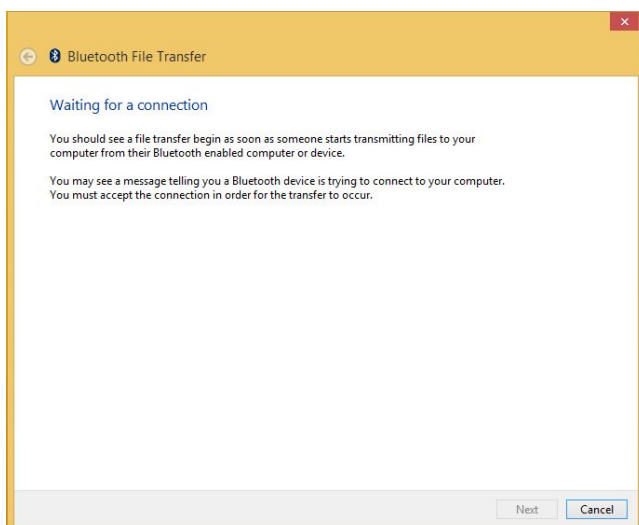 Bluetooth File Transfer
Waiting for a connection
You should see a file transfer begin as soon as someone starts transmitting files to your
computer from their Bluetooth enabled computer or device.
You may see a message telling you a Bluetooth device is trying to connect to your computer.
You must accept the connection in order for the transfer to occur.
Next Cancel